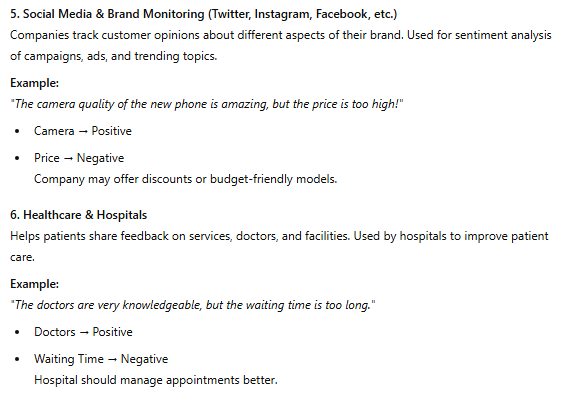 5. Social Media & Brand Monitoring (Twitter, Instagram, Facebook, etc.)
Companies track customer opinions about different aspects of their brand. Used for sentiment analysis
of campaigns, ads, and trending topics.
Example:
"The camera quality of the new phone is amazing, but the price is too high!"
• Camera → Positive
• Price → Negative
Company may offer discounts or budget-friendly models.
6. Healthcare & Hospitals
Helps patients share feedback on services, doctors, and facilities. Used by hospitals to improve patient
care.
Example:
"The doctors are very knowledgeable, but the waiting time is too long."
• Doctors → Positive
• Waiting Time → Negative
Hospital should manage appointments better.